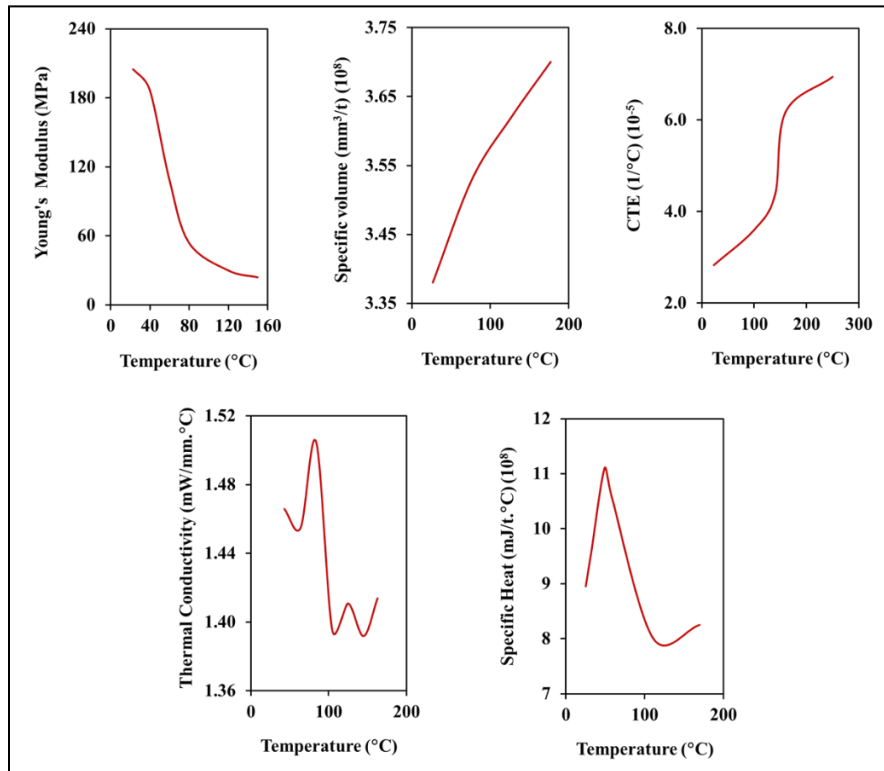 240
180
120
60
0
0 40 80 120 160
Young's Modulus (MPa)
Temperature (°C)
3.75
3.65
3.55
3.45
3.35
0 100 200
Specific volume (mm³/t) (10⁸)
Temperature (°C)
8.0
6.0
4.0
2.0
0 100 200 300
CTE (1/°C) (10⁻⁵)
Temperature (°C)
1.52
1.48
1.44
1.40
1.36
0 100 200
Thermal Conductivity (mW/mm.°C)
Temperature (°C)
12
11
10
9
8
7
0 100 200
Specific Heat (mJ/t.°C) (10⁸)
Temperature (°C)